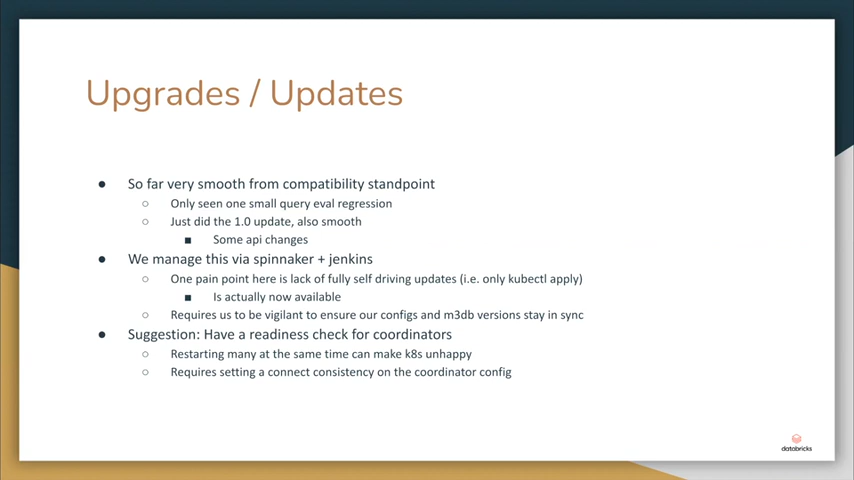 Upgrades / Updates
● So far very smooth from compatibility standpoint
○ Only seen one small query eval regression
○ Just did the 1.0 update, also smooth
■ Some api changes
● We manage this via spinnaker + jenkins
○ One pain point here is lack of fully self driving updates (i.e. only kubectl apply)
■ Is actually now available
○ Requires us to be vigilant to ensure our configs and m3db versions stay in sync
● Suggestion: Have a readiness check for coordinators
○ Restarting many at the same time can make k8s unhappy
○ Requires setting a connect consistency on the coordinator config
databricks